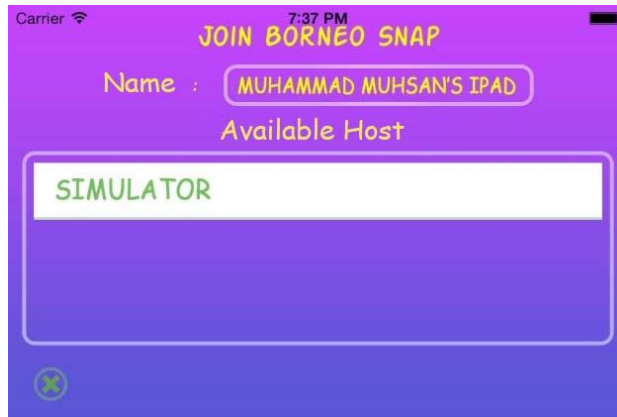 Carrier 7:37 PM
JOIN BORNEO SNAP
Name : MUHAMMAD MUHSAN'S IPAD
Available Host
SIMULATOR